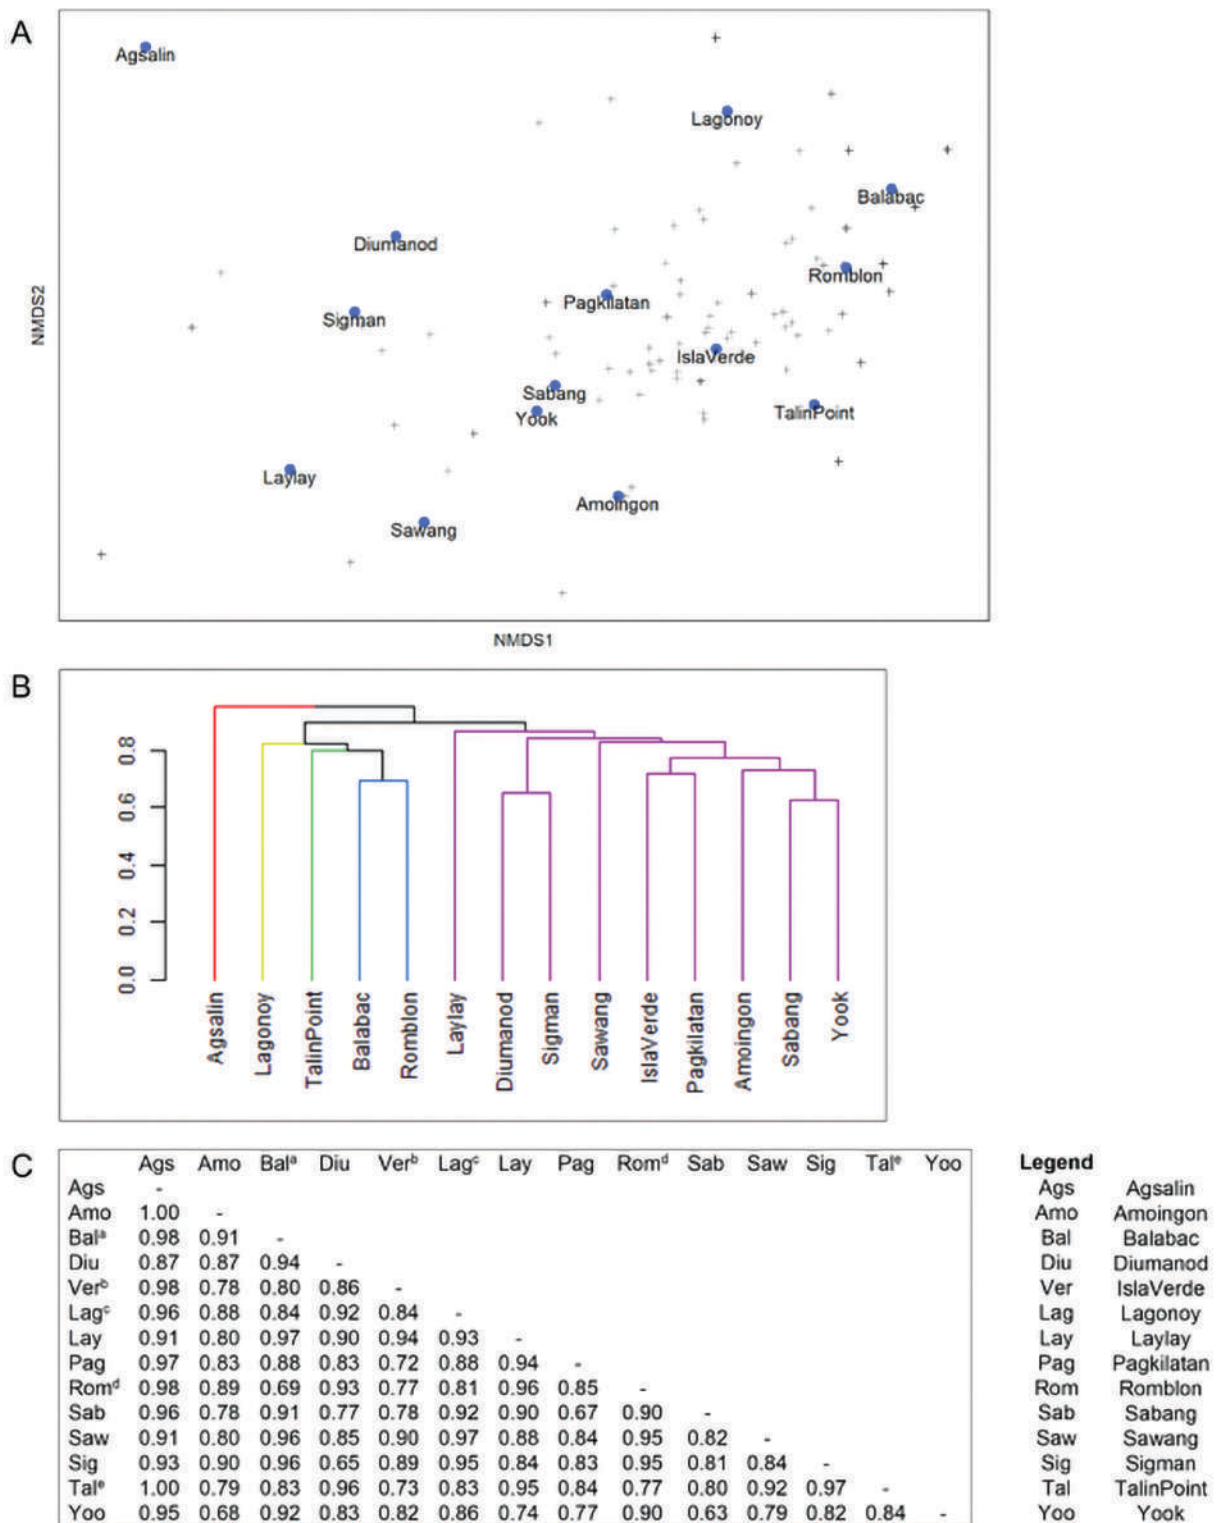 A
Agsalin
Lagonoy
Balabac
Diumanod
Romblon
Pagkilatan
Sigman
IslaVerde
Sabang
TalinPoint
Yook
Laylay
Amoingon
Sawang
NMDS2
NMDS1
B
0.8
0.6
0.4
0.2
0.0
Agsalin
Lagonoy
TalinPoint
Balabac
Romblon
Laylay
Diumanod
Sigman
Sawang
IslaVerde
Pagkilatan
Amoingon
Sabang
Yook
C
Ags Amo Balᵃ Diu Verᵇ Lagᶜ Lay Pag Romᵈ Sab Saw Sig Talᵉ Yoo
Ags -
Amo 1.00 -
Balᵃ 0.98 0.91 -
Diu 0.87 0.87 0.94 -
Verᵇ 0.98 0.78 0.80 0.86 -
Lagᶜ 0.96 0.88 0.84 0.92 0.84 -
Lay 0.91 0.80 0.97 0.90 0.94 0.93 -
Pag 0.97 0.83 0.88 0.83 0.72 0.88 0.94 -
Romᵈ 0.98 0.89 0.69 0.93 0.77 0.81 0.96 0.85 -
Sab 0.96 0.78 0.91 0.77 0.78 0.92 0.90 0.67 0.90 -
Saw 0.91 0.80 0.96 0.85 0.90 0.97 0.88 0.84 0.95 0.82 -
Sig 0.93 0.90 0.96 0.65 0.89 0.95 0.84 0.83 0.95 0.81 0.84 -
Talᵉ 1.00 0.79 0.83 0.96 0.73 0.83 0.95 0.84 0.77 0.80 0.92 0.97 -
Yoo 0.95 0.68 0.92 0.83 0.82 0.86 0.74 0.77 0.90 0.63 0.79 0.82 0.84 -
Legend
Ags Agsalin
Amo Amoingon
Bal Balabac
Diu Diumanod
Ver IslaVerde
Lag Lagonoy
Lay Laylay
Pag Pagkilatan
Rom Romblon
Sab Sabang
Saw Sawang
Sig Sigman
Tal TalinPoint
Yoo Yook